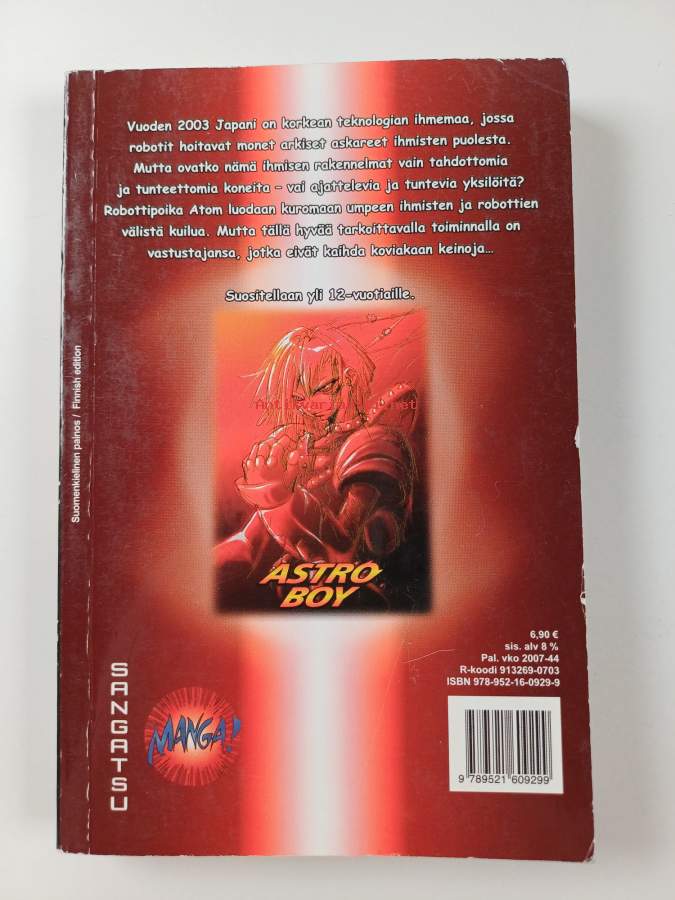 Vuoden 2003 Japani on korkean teknologian ihmemaa, jossa
robotit hoitavat monet arkiset askareet ihmisten puolesta.
Mutta ovatko nämä ihmisen rakennelmat vain tahdottomia
ja tunteettomia koneita - vai ajattelevia ja tuntevia yksilöitä?
Robottipoika Atom luodaan kuromaan umpeen ihmisten ja robottien
välistä kuilua. Mutta tällä hyvää tarkoittavalla toiminnalla on
vastustajansa, jotka eivät kaihda koviakaan keinoja...
Suositellaan yli 12-vuotiaille.
Antikvariaatti.net
ASTRO
BOY
Suomenkielinen painos / Finnish edition
SANGATSU
MANGA!
6,90 €
sis. alv 8 %
Pal. vko 2007-44
R-koodi 913269-0703
ISBN 978-952-16-0929-9
9 789521 609299